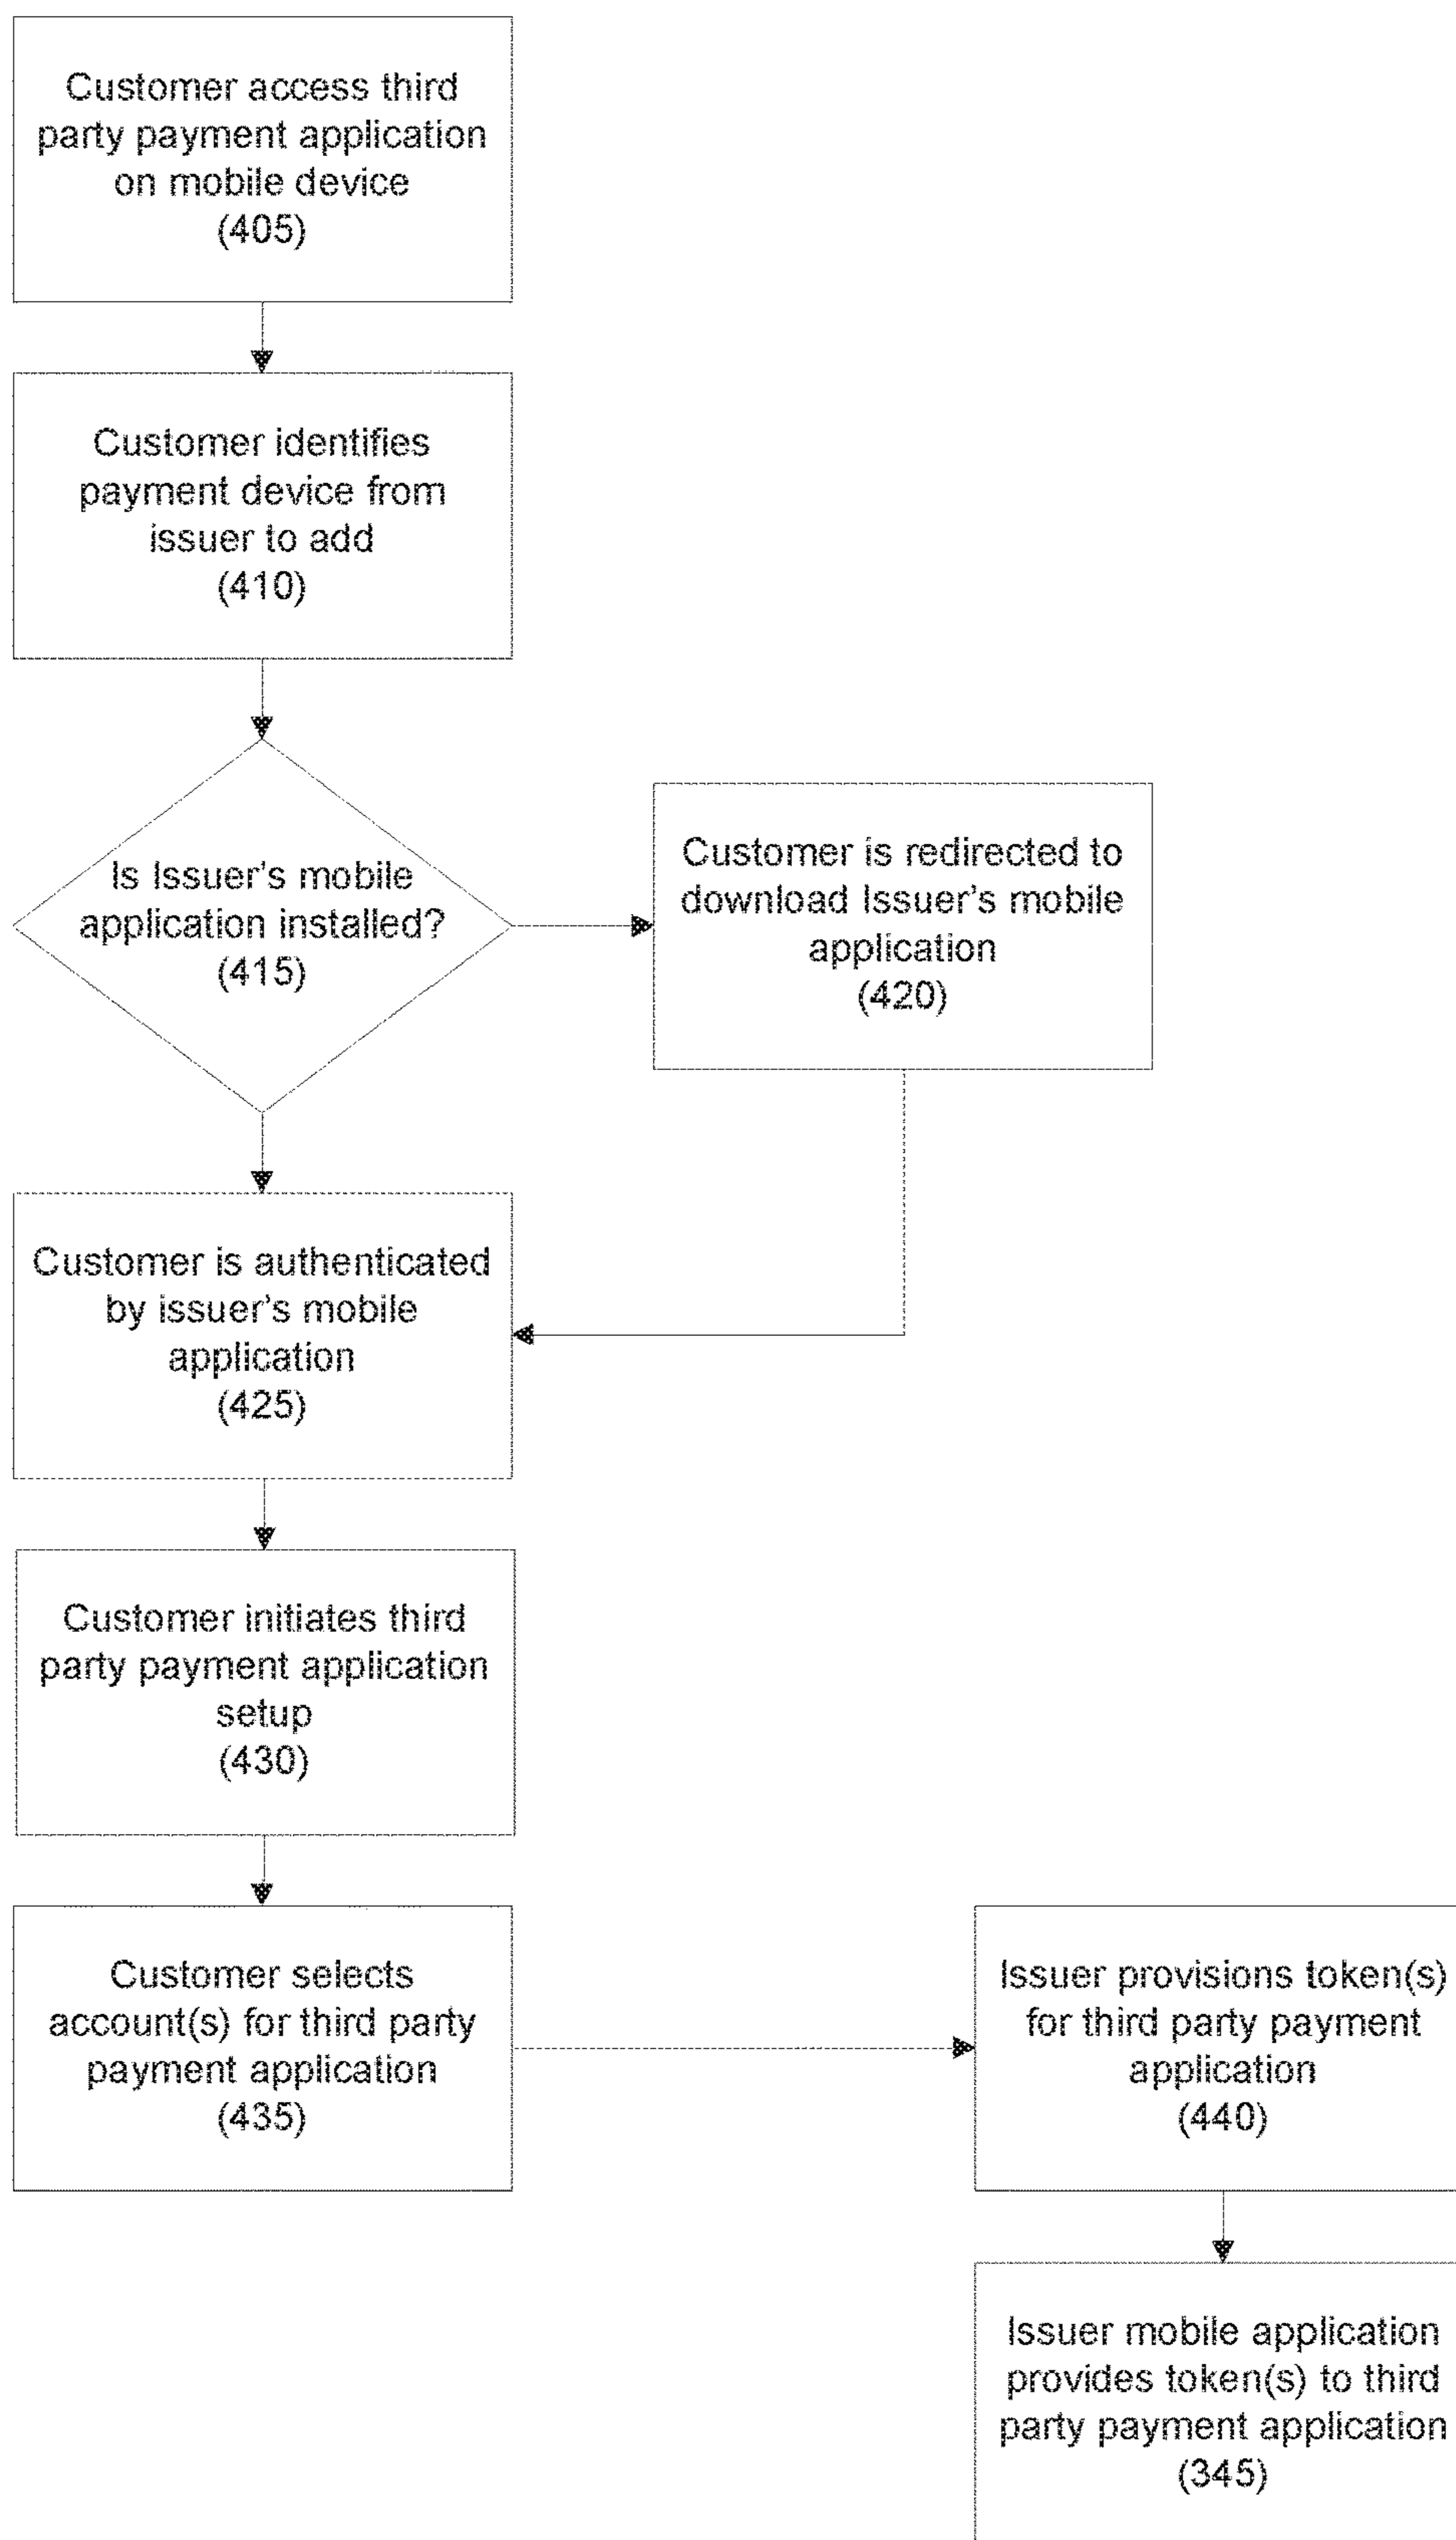 Customer access third
party payment application
on mobile device
(405)
Customer identifies
payment device from
issuer to add
(410)
Is Issuer's mobile
application installed?
(415)
Customer is redirected to
download Issuer's mobile
application
(420)
Customer is authenticated
by issuer's mobile
application
(425)
Customer initiates third
party payment application
setup
(430)
Customer selects
account(s) for third party
payment application
(435)
Issuer provisions token(s)
for third party payment
application
(440)
Issuer mobile application
provides token(s) to third
party payment application
(345)